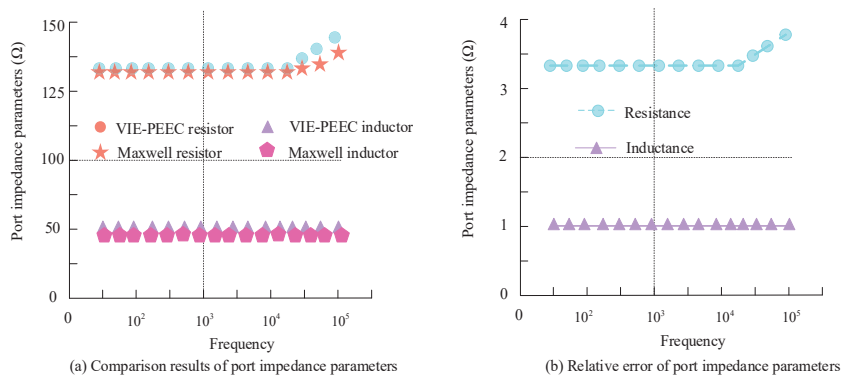 Port impedance parameters (Ω)
150
125
100
50
0
VIE-PEEC resistor
Maxwell resistor
VIE-PEEC inductor
Maxwell inductor
0
10²
10³
10⁴
10⁵
Frequency
(a) Comparison results of port impedance parameters
Port impedance parameters (Ω)
4
3
2
1
0
Resistance
Inductance
0
10²
10³
10⁴
10⁵
Frequency
(b) Relative error of port impedance parameters